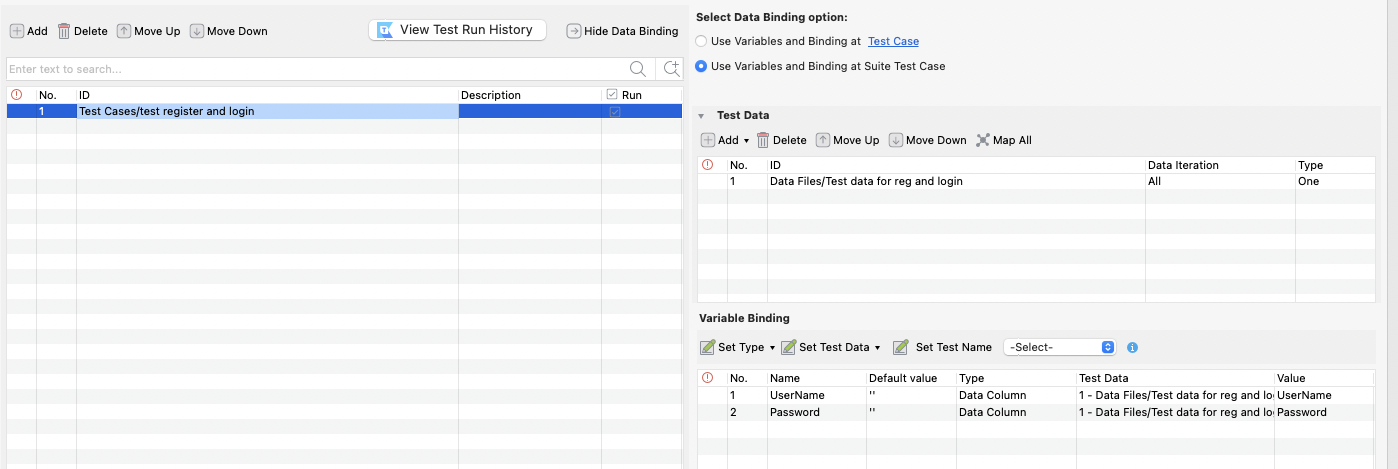 Add Delete Move Up Move Down View Test Run History Hide Data Binding
Enter text to search...
No. ID Description Run
1 Test Cases/test register and login
Select Data Binding option:
Use Variables and Binding at Test Case
Use Variables and Binding at Suite Test Case
Test Data
Add Delete Move Up Move Down Map All
No. ID Data Iteration Type
1 Data Files/Test data for reg and login All One
Variable Binding
Set Type Set Test Data Set Test Name -Select-
No. Name Default value Type Test Data Value
1 UserName '' Data Column 1 - Data Files/Test data for reg and lo UserName
2 Password '' Data Column 1 - Data Files/Test data for reg and lo Password